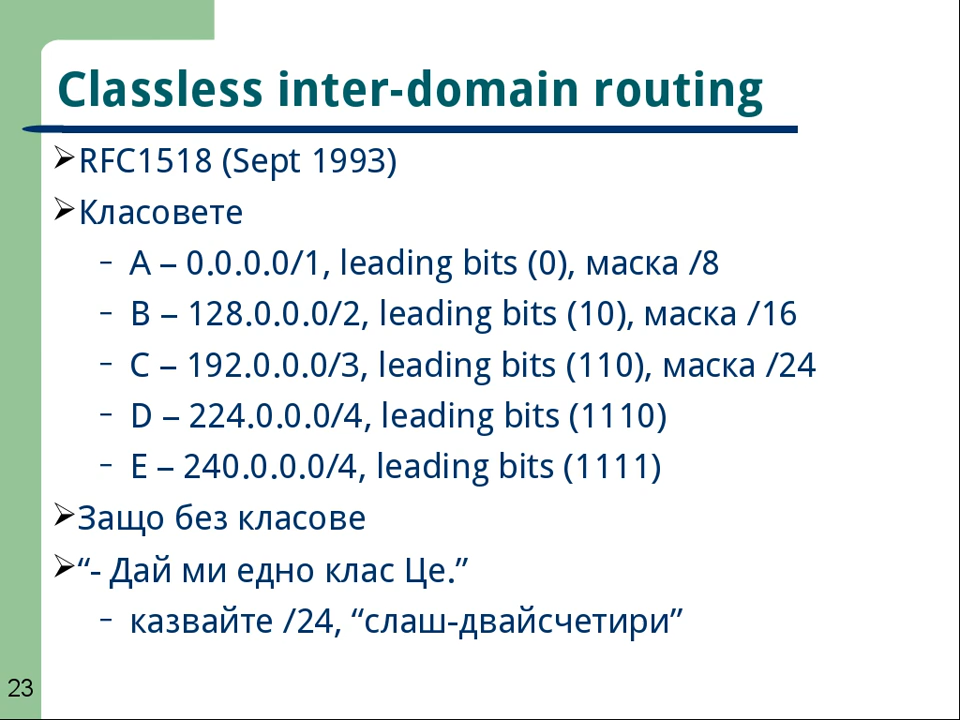 Classless inter-domain routing
➢RFC1518 (Sept 1993)
➢Класовете
– A – 0.0.0.0/1, leading bits (0), маска /8
– B – 128.0.0.0/2, leading bits (10), маска /16
– C – 192.0.0.0/3, leading bits (110), маска /24
– D – 224.0.0.0/4, leading bits (1110)
– E – 240.0.0.0/4, leading bits (1111)
➢Защо без класове
➢“- Дай ми едно клас Це.”
– казвайте /24, “слаш-двайсчетири”
23